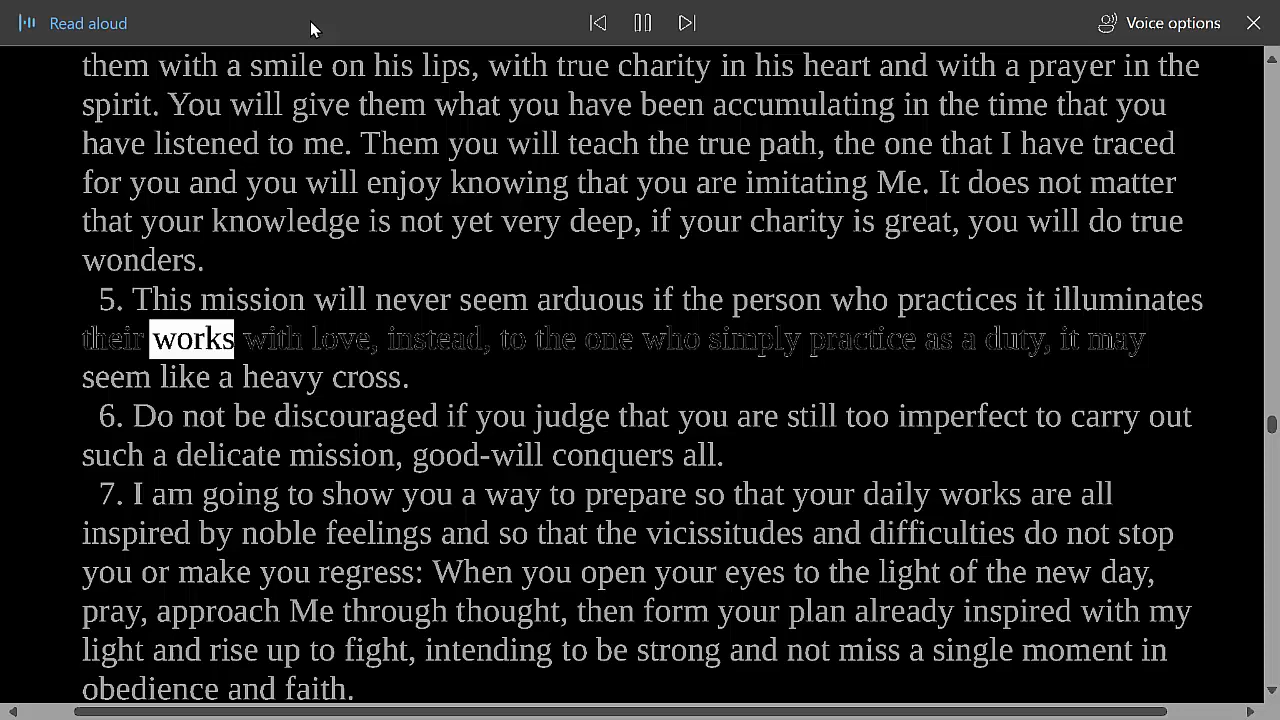 Read aloud
Voice options
them with a smile on his lips, with true charity in his heart and with a prayer in the
spirit. You will give them what you have been accumulating in the time that you
have listened to me. Them you will teach the true path, the one that I have traced
for you and you will enjoy knowing that you are imitating Me. It does not matter
that your knowledge is not yet very deep, if your charity is great, you will do true
wonders.
5. This mission will never seem arduous if the person who practices it illuminates
their works with love, instead, to the one who simply practice as a duty, it may
seem like a heavy cross.
6. Do not be discouraged if you judge that you are still too imperfect to carry out
such a delicate mission, good-will conquers all.
7. I am going to show you a way to prepare so that your daily works are all
inspired by noble feelings and so that the vicissitudes and difficulties do not stop
you or make you regress: When you open your eyes to the light of the new day,
pray, approach Me through thought, then form your plan already inspired with my
light and rise up to fight, intending to be strong and not miss a single moment in
obedience and faith.